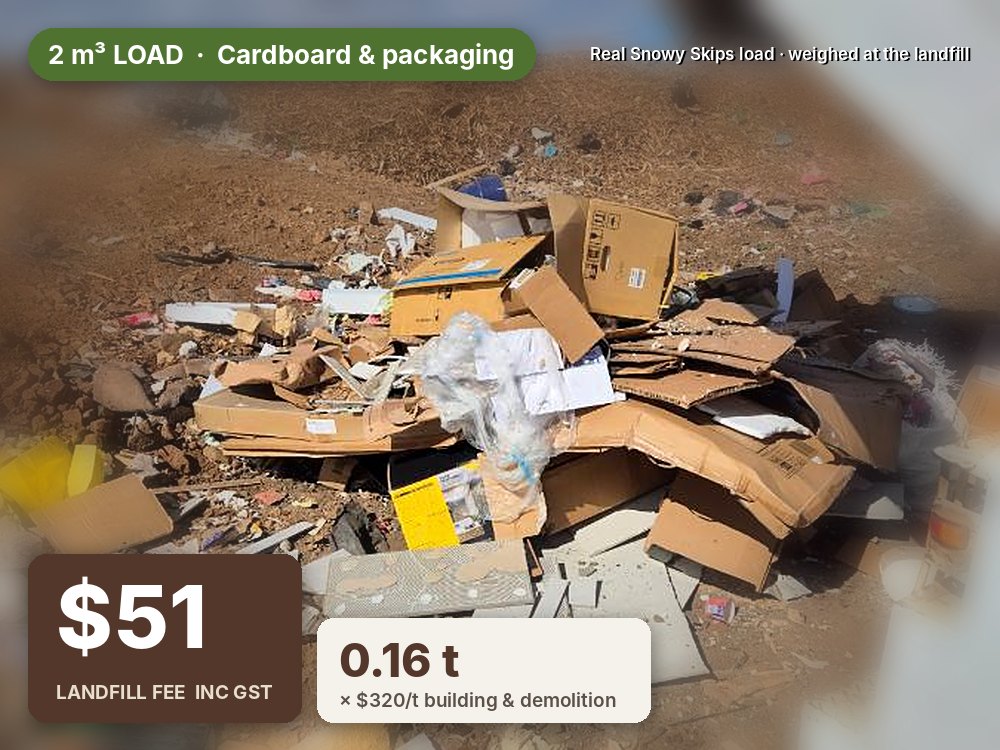 2 m³ LOAD · Cardboard & packaging
Real Snowy Skips load · weighed at the landfill
$51
LANDFILL FEE INC GST
0.16 t
× $320/t building & demolition